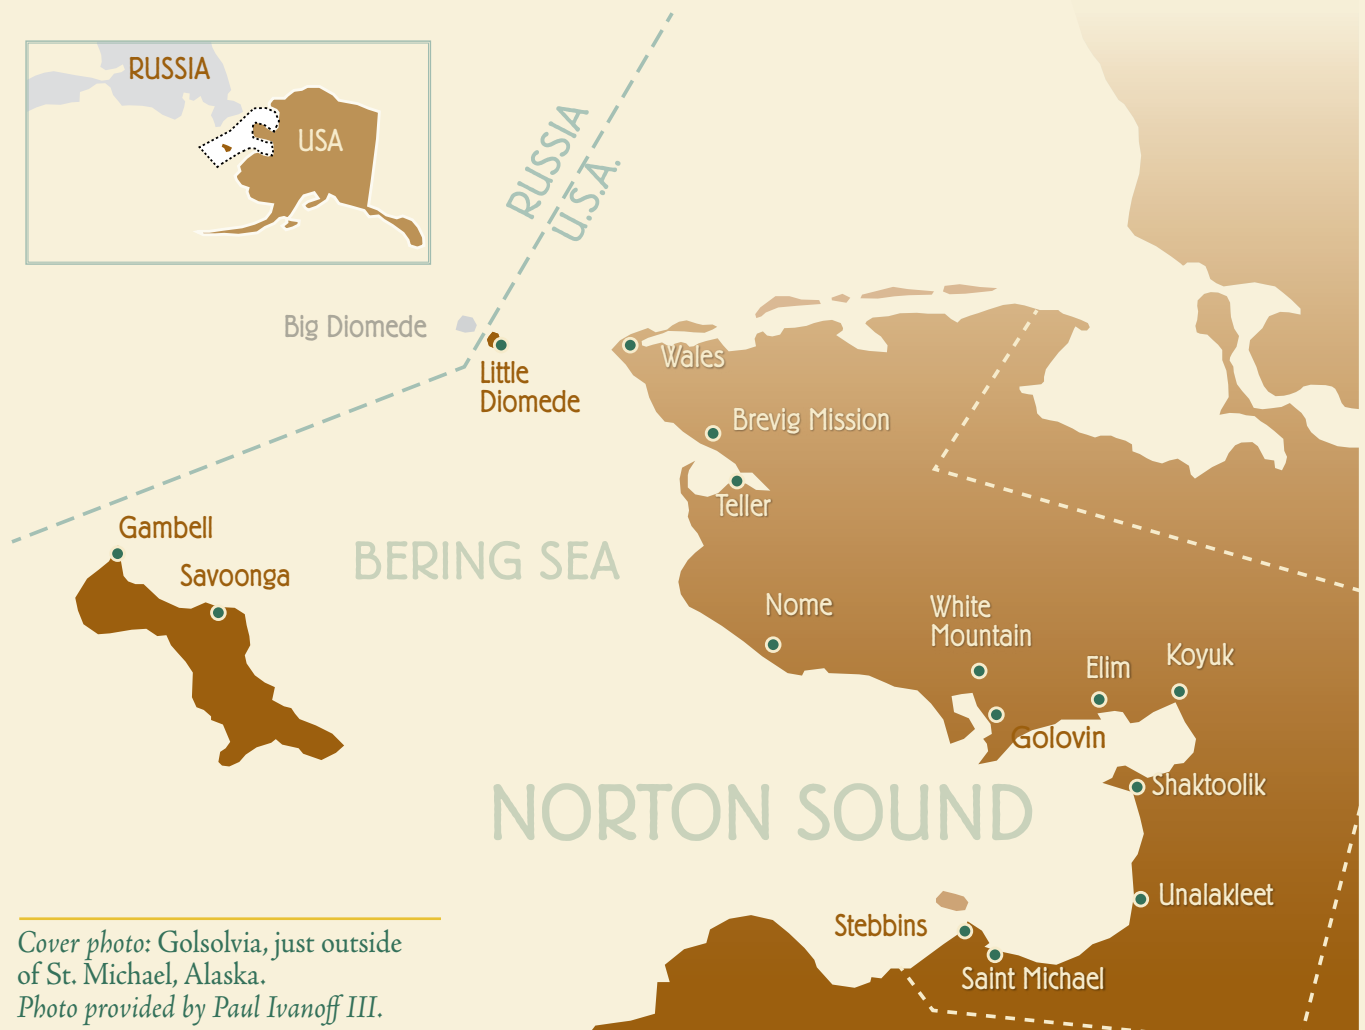 RUSSIA
USA
RUSSIA
U.S.A.
Big Diomede
Little
Diomede
Wales
Brevig Mission
Teller
Gambell
Savoonga
BERING SEA
Nome
White
Mountain
Elim
Koyuk
Golovin
Shaktoolik
NORTON SOUND
Unalakleet
Stebbins
Saint Michael
Cover photo: Golsolvia, just outside
of St. Michael, Alaska.
Photo provided by Paul Ivanoff III.